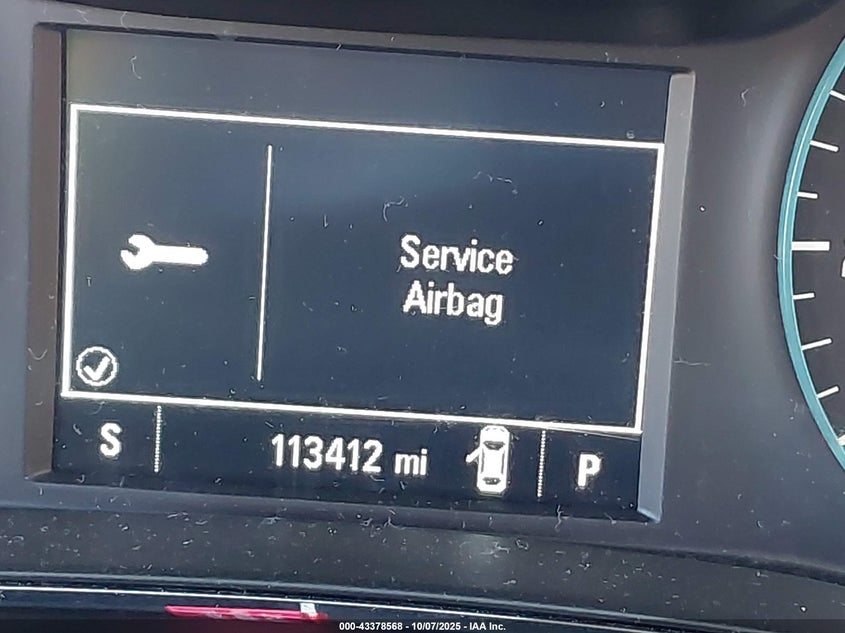 Service
Airbag
S
113412 mi
P
000-43378568 - 10/07/2025 - IAA Inc.